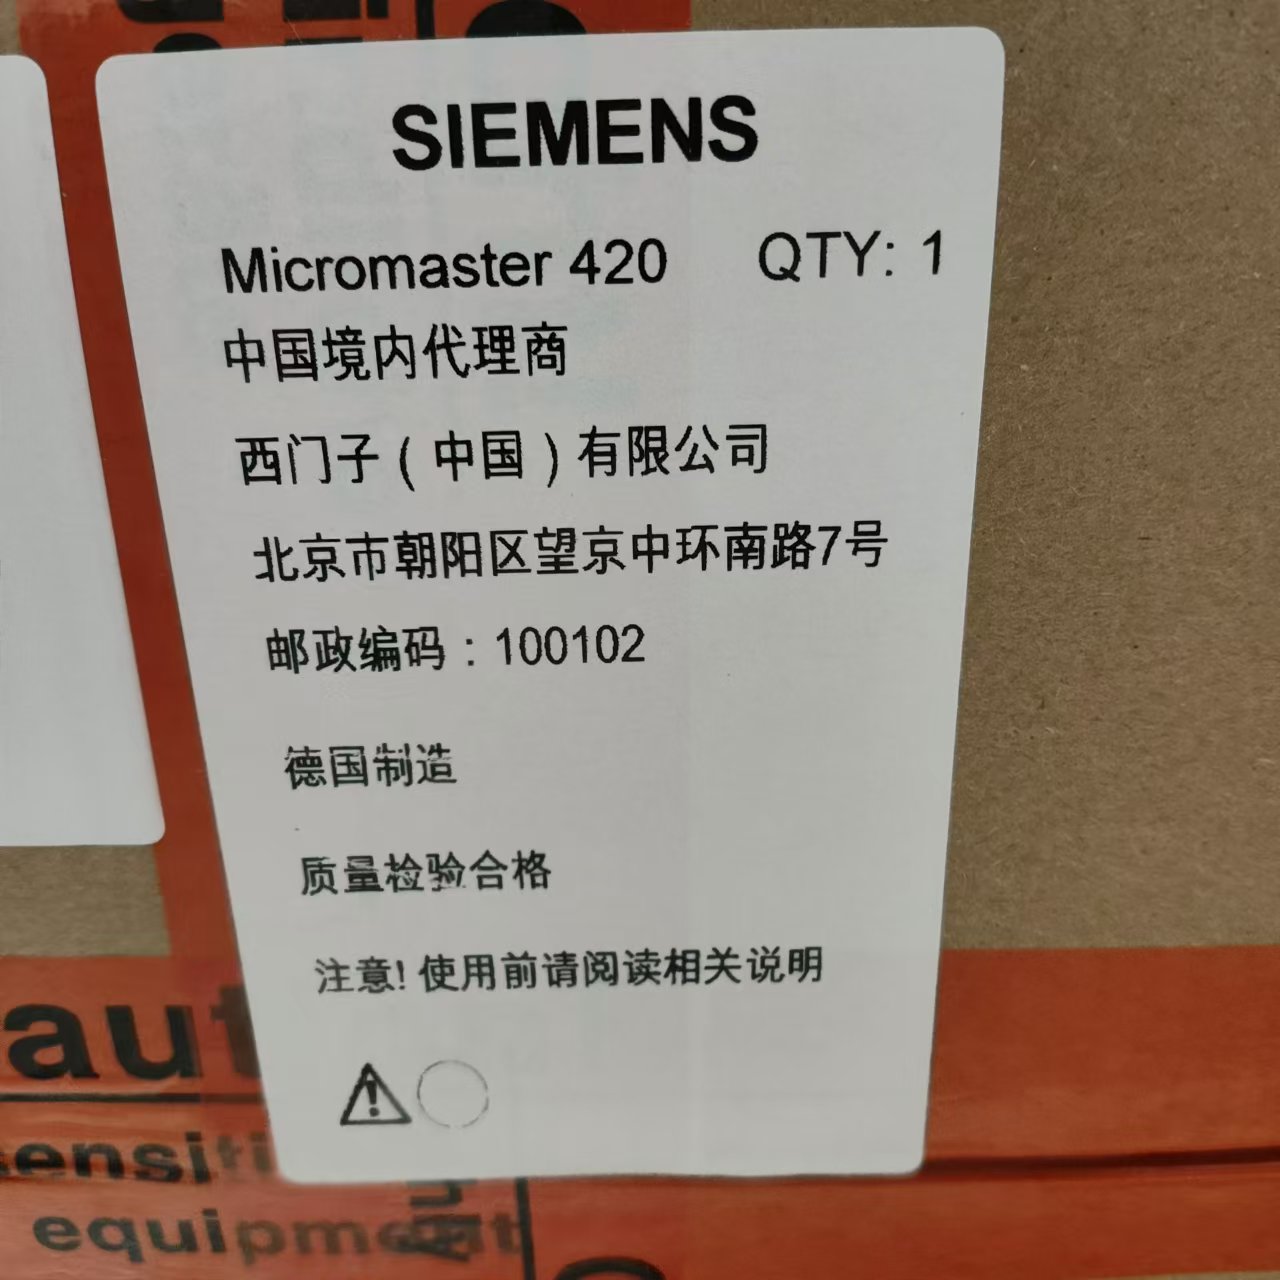 SIEMENS
Micromaster 420 QTY: 1
中国境内代理商
西门子(中国)有限公司
北京市朝阳区望京中环南路7号
邮政编码:100102
德国制造
质量检验合格
注意!使用前请阅读相关说明
equipment